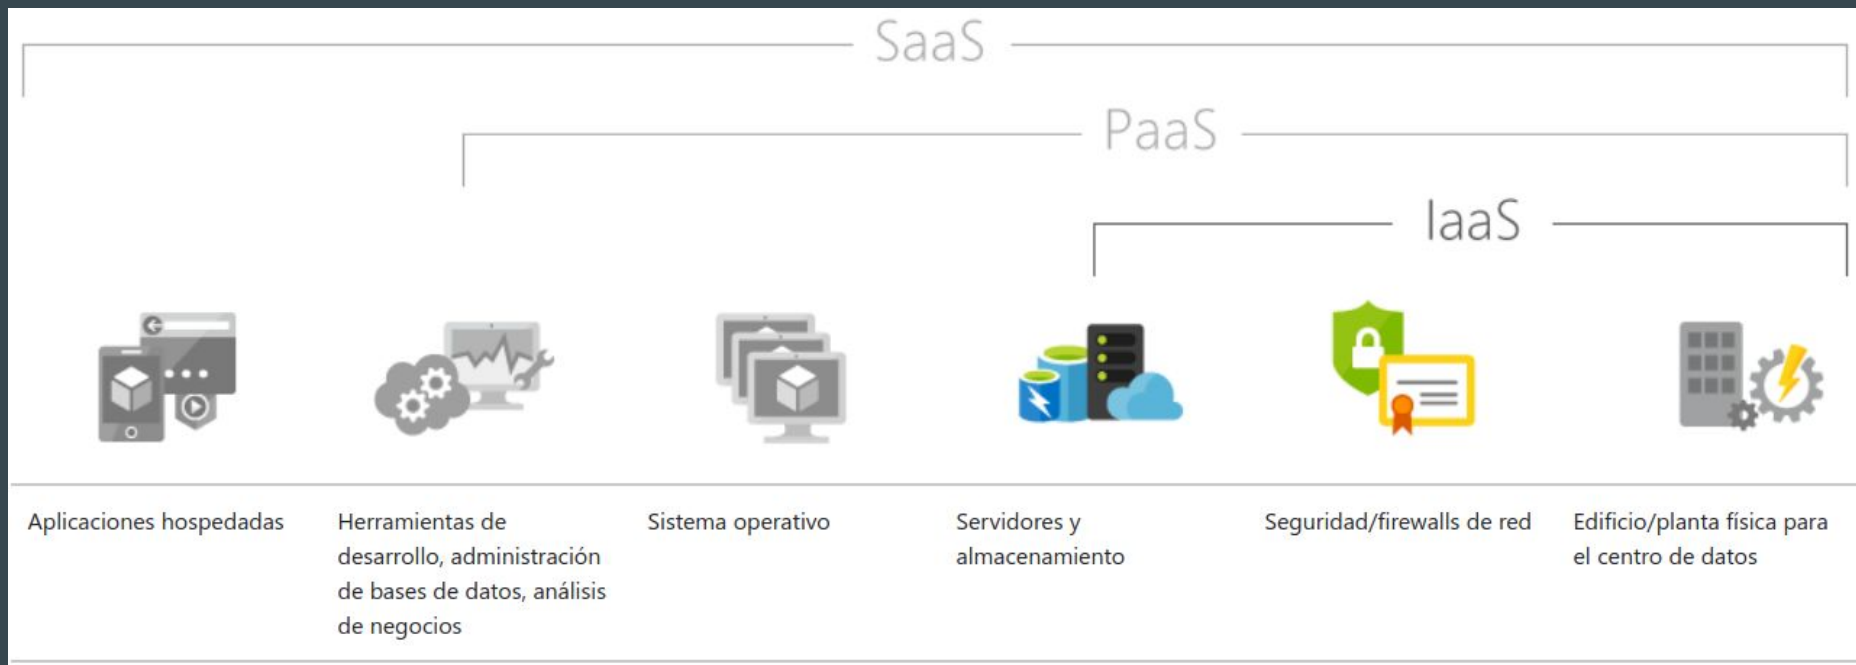 SaaS
PaaS
IaaS
Aplicaciones hospedadas
Herramientas de
desarrollo, administración
de bases de datos, análisis
de negocios
Sistema operativo
Servidores y
almacenamiento
Seguridad/firewalls de red
Edificio/planta física para
el centro de datos